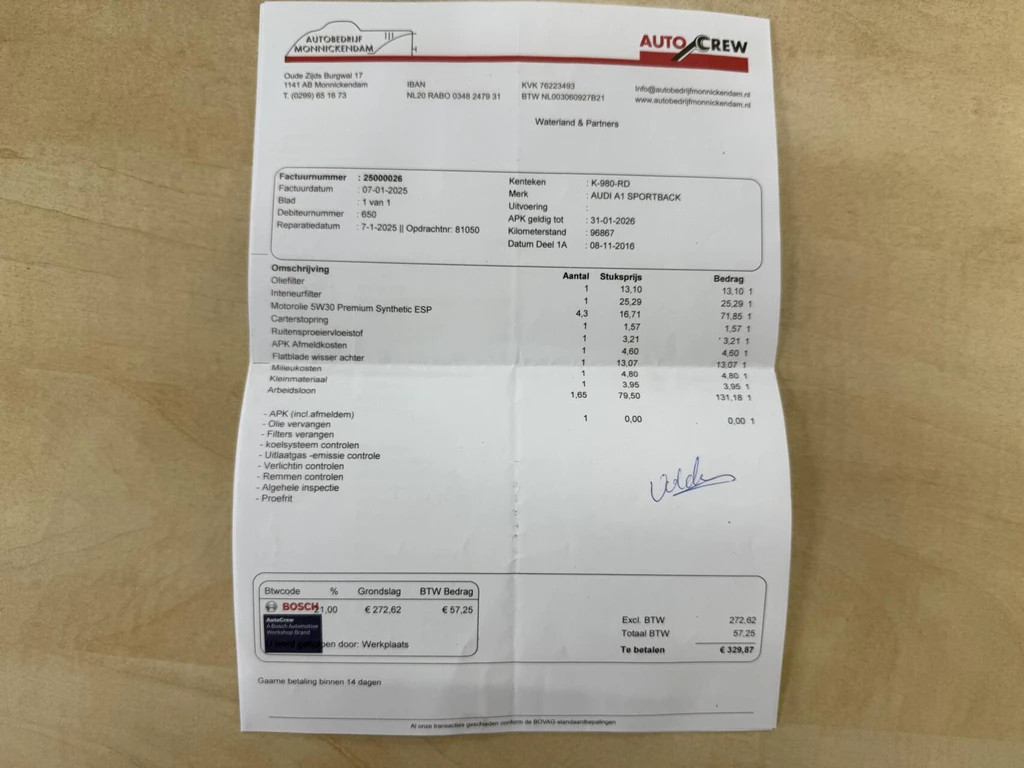 AUTOBEDRIJF
MONNICKENDAM
AUTO CREW
Oude Zijds Burgwal 17
1141 AB Monnickendam
T. (0299) 65 16 73
IBAN
NL20 RABO 0348 2479 31
KVK 76223493
BTW NL003060927B21
Info@autobedrijfmonnickendam.nl
www.autobedrijfmonnickendam.nl
Waterland & Partners
Factuurnummer : 25000026
Factuurdatum : 07-01-2025
Blad : 1 van 1
Debiteurnummer : 650
Reparatiedatum : 7-1-2025 || Opdrachtnr: 81050
Kenteken : K-980-RD
Merk : AUDI A1 SPORTBACK
Uitvoering :
APK geldig tot : 31-01-2026
Kilometerstand : 96867
Datum Deel 1A : 08-11-2016
Omschrijving Aantal Stuksprijs Bedrag
Oliefilter 1 13,10 13,10 1
Interieurfilter 1 25,29 25,29 1
Motorolie 5W30 Premium Synthetic ESP 4,3 16,71 71,85 1
Carterstopring 1 1,57 1,57 1
Ruitensproeiervloeistof 1 3,21 3,21 1
APK Afmeldkosten 1 4,60 4,60 1
Flatblade wisser achter 1 13,07 13,07 1
Milieukosten 1 4,80 4,80 1
Kleinmateriaal 1 3,95 3,95 1
Arbeidsloon 1,65 79,50 131,18 1
- APK (incl.afmeldem) 1 0,00 0,00 1
- Olie vervangen
- Filters verangen
- koelsysteem controlen
- Uitlaatgas -emissie controle
- Verlichtin controlen
- Remmen controlen
- Algehele inspectie
- Proefrit
Btwcode % Grondslag BTW Bedrag
BOSCH 21,00 € 272,62 € 57,25
AutoCrew
A Bosch Automotive
Workshop Brand
door: Werkplaats
Excl. BTW 272,62
Totaal BTW 57,25
Te betalen € 329,87
Gaarne betaling binnen 14 dagen
Al onze transacties geschieden conform de BOVAG-standaardbepalingen